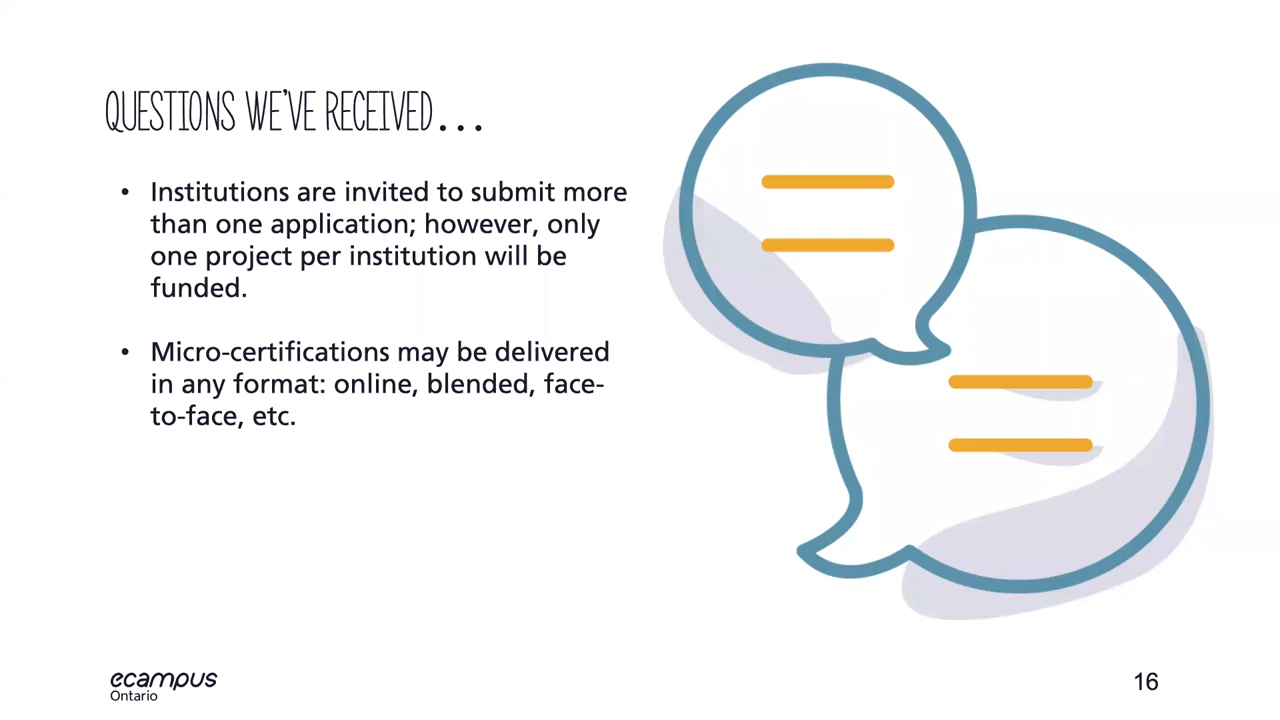 QUESTIONS WE'VE RECEIVED...
• Institutions are invited to submit more
than one application; however, only
one project per institution will be
funded.
• Micro-certifications may be delivered
in any format: online, blended, face-
to-face, etc.
ecampus
Ontario
16